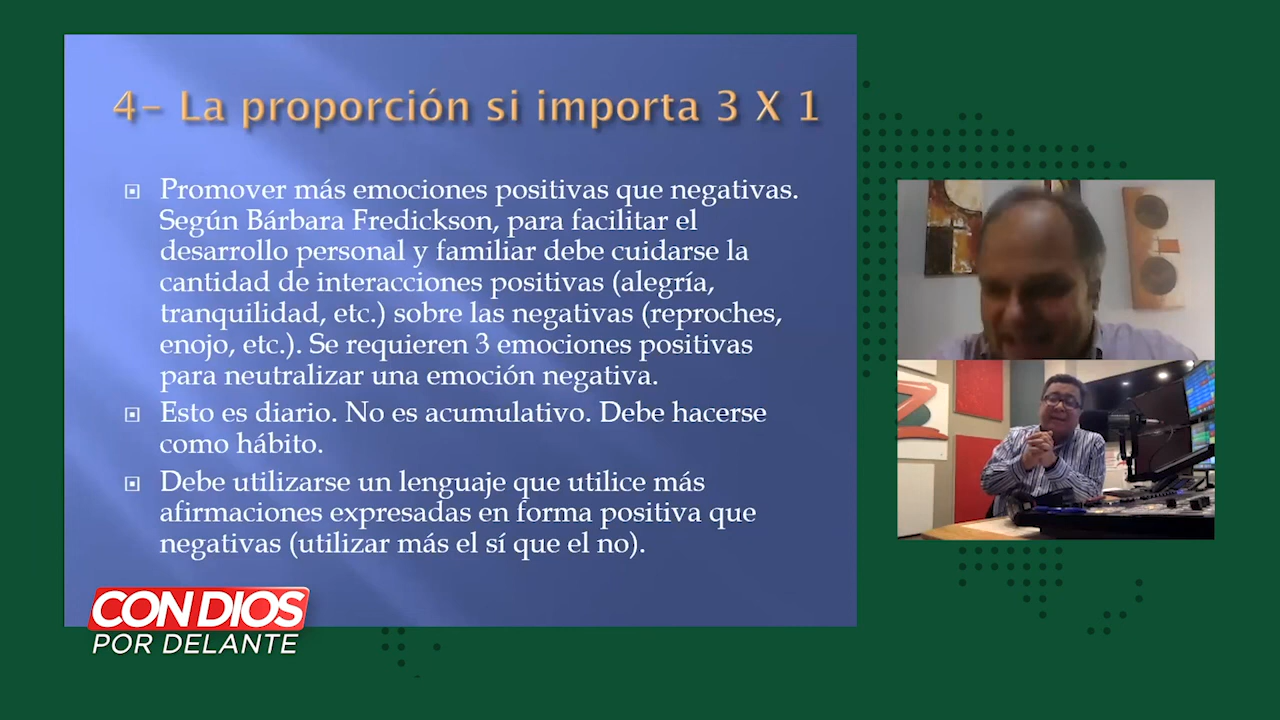 4- La proporción si importa 3 X 1
Promover más emociones positivas que negativas.
Según Bárbara Fredickson, para facilitar el
desarrollo personal y familiar debe cuidarse la
cantidad de interacciones positivas (alegría,
tranquilidad, etc.) sobre las negativas (reproches,
enojo, etc.). Se requieren 3 emociones positivas
para neutralizar una emoción negativa.
Esto es diario. No es acumulativo. Debe hacerse
como hábito.
Debe utilizarse un lenguaje que utilice más
afirmaciones expresadas en forma positiva que
negativas (utilizar más el sí que el no).
CON DIOS
POR DELANTE